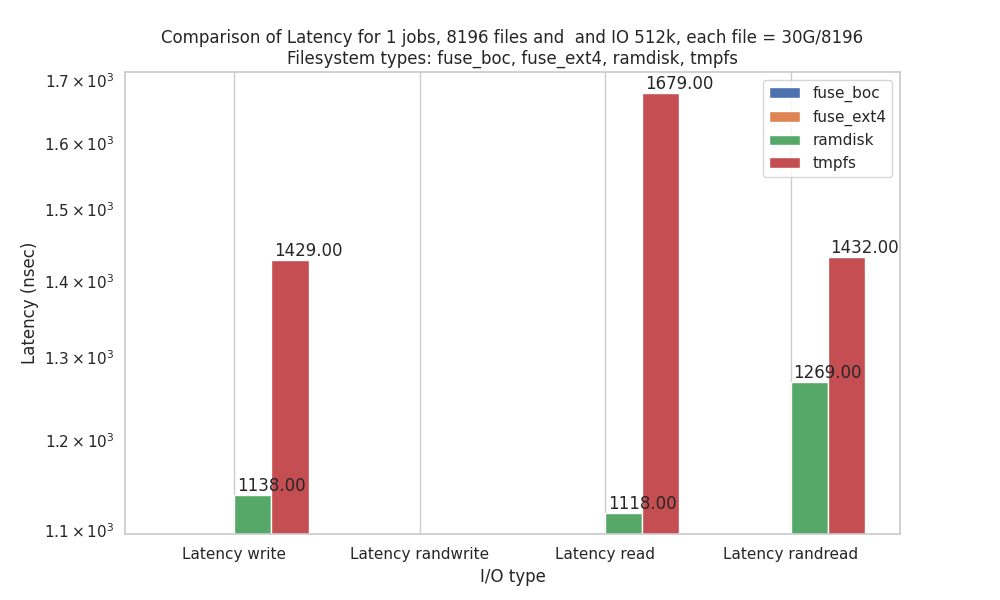 Comparison of Latency for 1 jobs, 8196 files and  and IO 512k, each file = 30G/8196
Filesystem types: fuse_boc, fuse_ext4, ramdisk, tmpfs
fuse_boc
fuse_ext4
ramdisk
tmpfs
Latency (nsec)
1.7 × 10³
1.6 × 10³
1.5 × 10³
1.4 × 10³
1.3 × 10³
1.2 × 10³
1.1 × 10³
1138.00
1429.00
1118.00
1679.00
1269.00
1432.00
Latency write
Latency randwrite
Latency read
Latency randread
I/O type